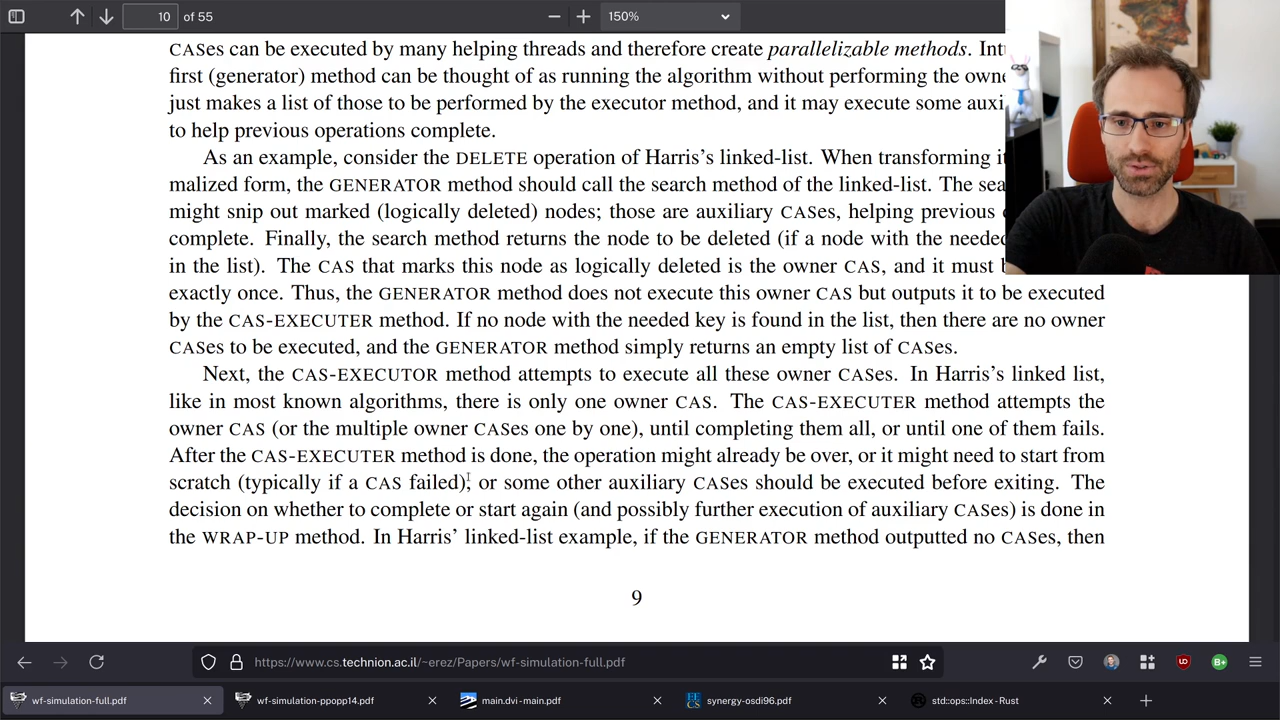 10 of 55
150%
CASes can be executed by many helping threads and therefore create parallelizable methods.
first (generator) method can be thought of as running the algorithm without performing the
just makes a list of those to be performed by the executor method, and it may execute some
to help previous operations complete.
As an example, consider the DELETE operation of Harris's linked-list. When transforming
malized form, the GENERATOR method should call the search method of the linked-list. The
might snip out marked (logically deleted) nodes; those are auxiliary CASes, helping previous
complete. Finally, the search method returns the node to be deleted (if a node with the
in the list). The CAS that marks this node as logically deleted is the owner CAS, and it must
exactly once. Thus, the GENERATOR method does not execute this owner CAS but outputs it to be executed
by the CAS-EXECUTER method. If no node with the needed key is found in the list, then there are no owner
CASes to be executed, and the GENERATOR method simply returns an empty list of CASes.
Next, the CAS-EXECUTOR method attempts to execute all these owner CASes. In Harris's linked list,
like in most known algorithms, there is only one owner CAS. The CAS-EXECUTER method attempts the
owner CAS (or the multiple owner CASes one by one), until completing them all, or until one of them fails.
After the CAS-EXECUTER method is done, the operation might already be over, or it might need to start from
scratch (typically if a CAS failed), or some other auxiliary CASes should be executed before exiting. The
decision on whether to complete or start again (and possibly further execution of auxiliary CASes) is done in
the WRAP-UP method. In Harris' linked-list example, if the GENERATOR method outputted no CASes, then
9
https://www.cs.technion.ac.il/~erez/Papers/wf-simulation-full.pdf
wf-simulation-full.pdf
wf-simulation-ppopp14.pdf
main.dvi - main.pdf
synergy-osdi96.pdf
std::ops::Index - Rust